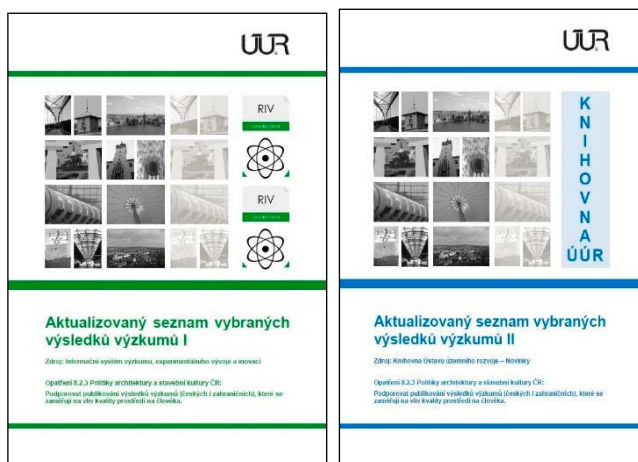 ÚÚR
RIV
RIV
Aktualizovaný seznam vybraných
výsledků výzkumů I
Zdroj: Informační systém výzkumu, experimentálního vývoje a inovací
Opatření 8.2.3 Politiky architektury a stavební kultury ČR:
Podporovat publikování výsledků výzkumů (českých i zahraničních), které se
zaměřují na vliv kvality prostředí na člověka.
ÚÚR
KNIHOVNA
ÚÚR
Aktualizovaný seznam vybraných
výsledků výzkumů II
Zdroj: Knihovna Ústavu územního rozvoje – Novinky
Opatření 8.2.3 Politiky architektury a stavební kultury ČR:
Podporovat publikování výsledků výzkumů (českých i zahraničních), které se
zaměřují na vliv kvality prostředí na člověka.